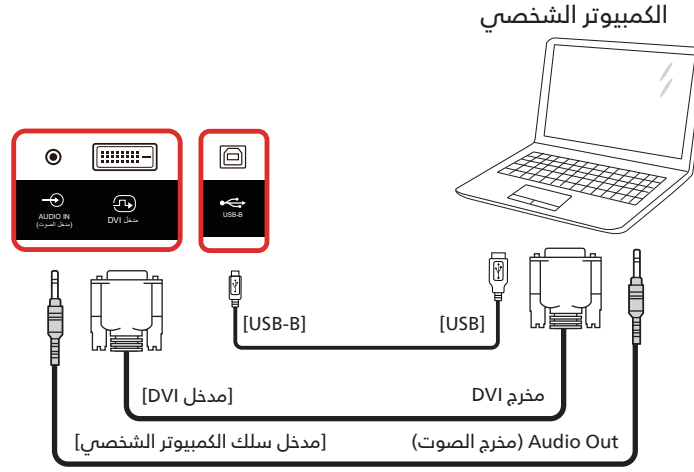 الكمبيوتر الشخصي
AUDIO IN
(مدخل الصوت)
مدخل DVI
USB-B
[USB-B]
[USB]
[مدخل DVI]
مخرج DVI
[مدخل سلك الكمبيوتر الشخصي]
Audio Out (مخرج الصوت)